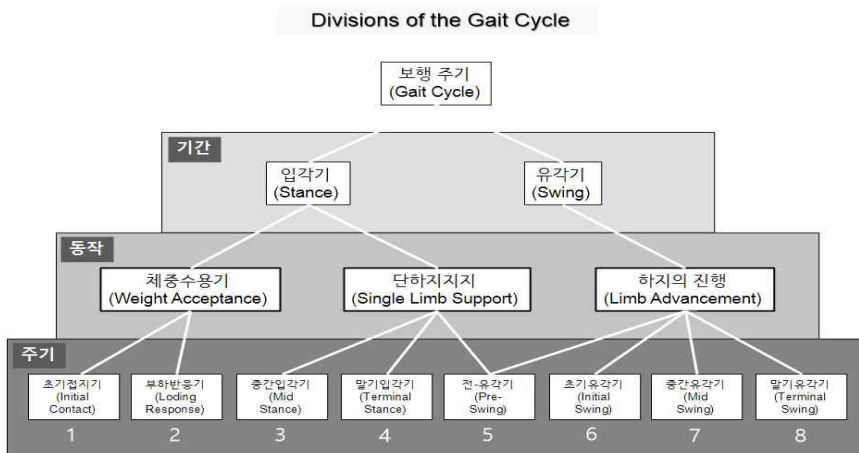 Divisions of the Gait Cycle
보행 주기
(Gait Cycle)
기간
입각기
(Stance)
유각기
(Swing)
동작
체중수용기
(Weight Acceptance)
단하지지지
(Single Limb Support)
하지의 진행
(Limb Advancement)
주기
초기접지기
(Initial
Contact)
부하반응기
(Loding
Response)
중간입각기
(Mid
Stance)
말기입각기
(Terminal
Stance)
전-유각기
(Pre-
Swing)
초기유각기
(Initial
Swing)
중간유각기
(Mid
Swing)
말기유각기
(Terminal
Swing)
1 2 3 4 5 6 7 8